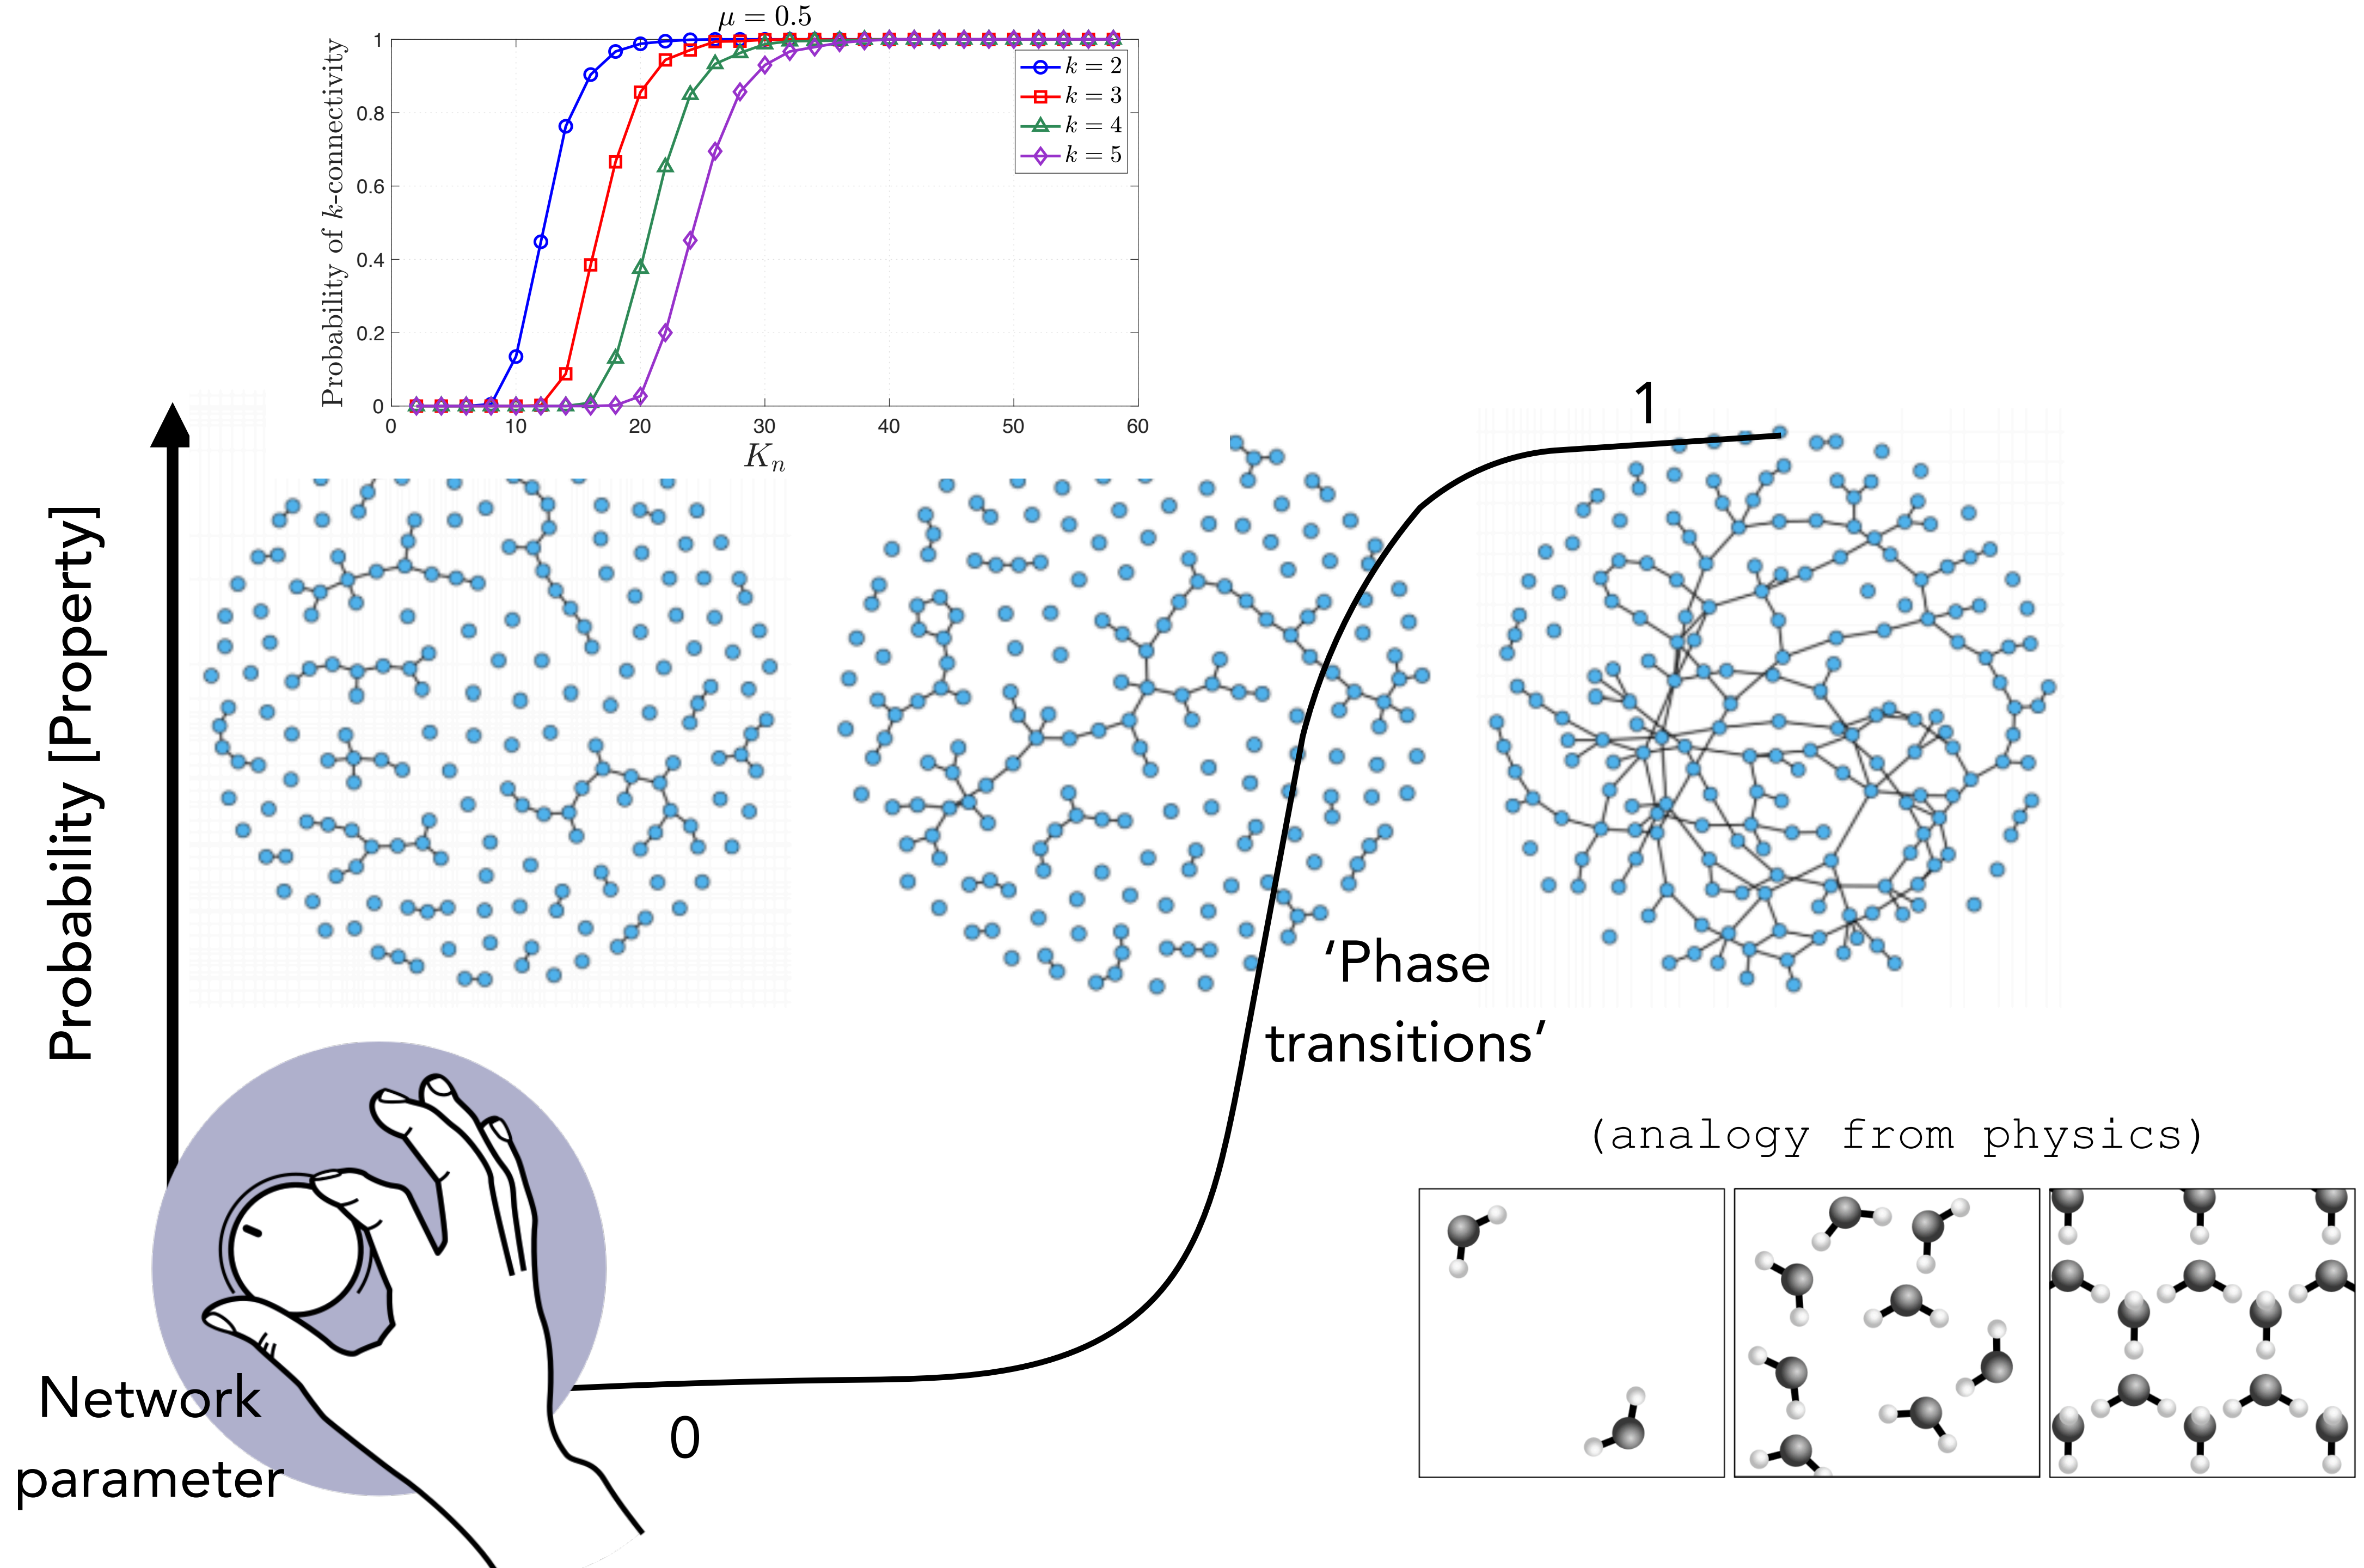 μ = 0.5
Probability of k-connectivity
1
0.8
0.6
0.4
0.2
0
0 10 20 30 40 50 60
K_n
k = 2
k = 3
k = 4
k = 5
Probability [Property]
1
‘Phase
transitions‘
(analogy from physics)
Network
parameter
0